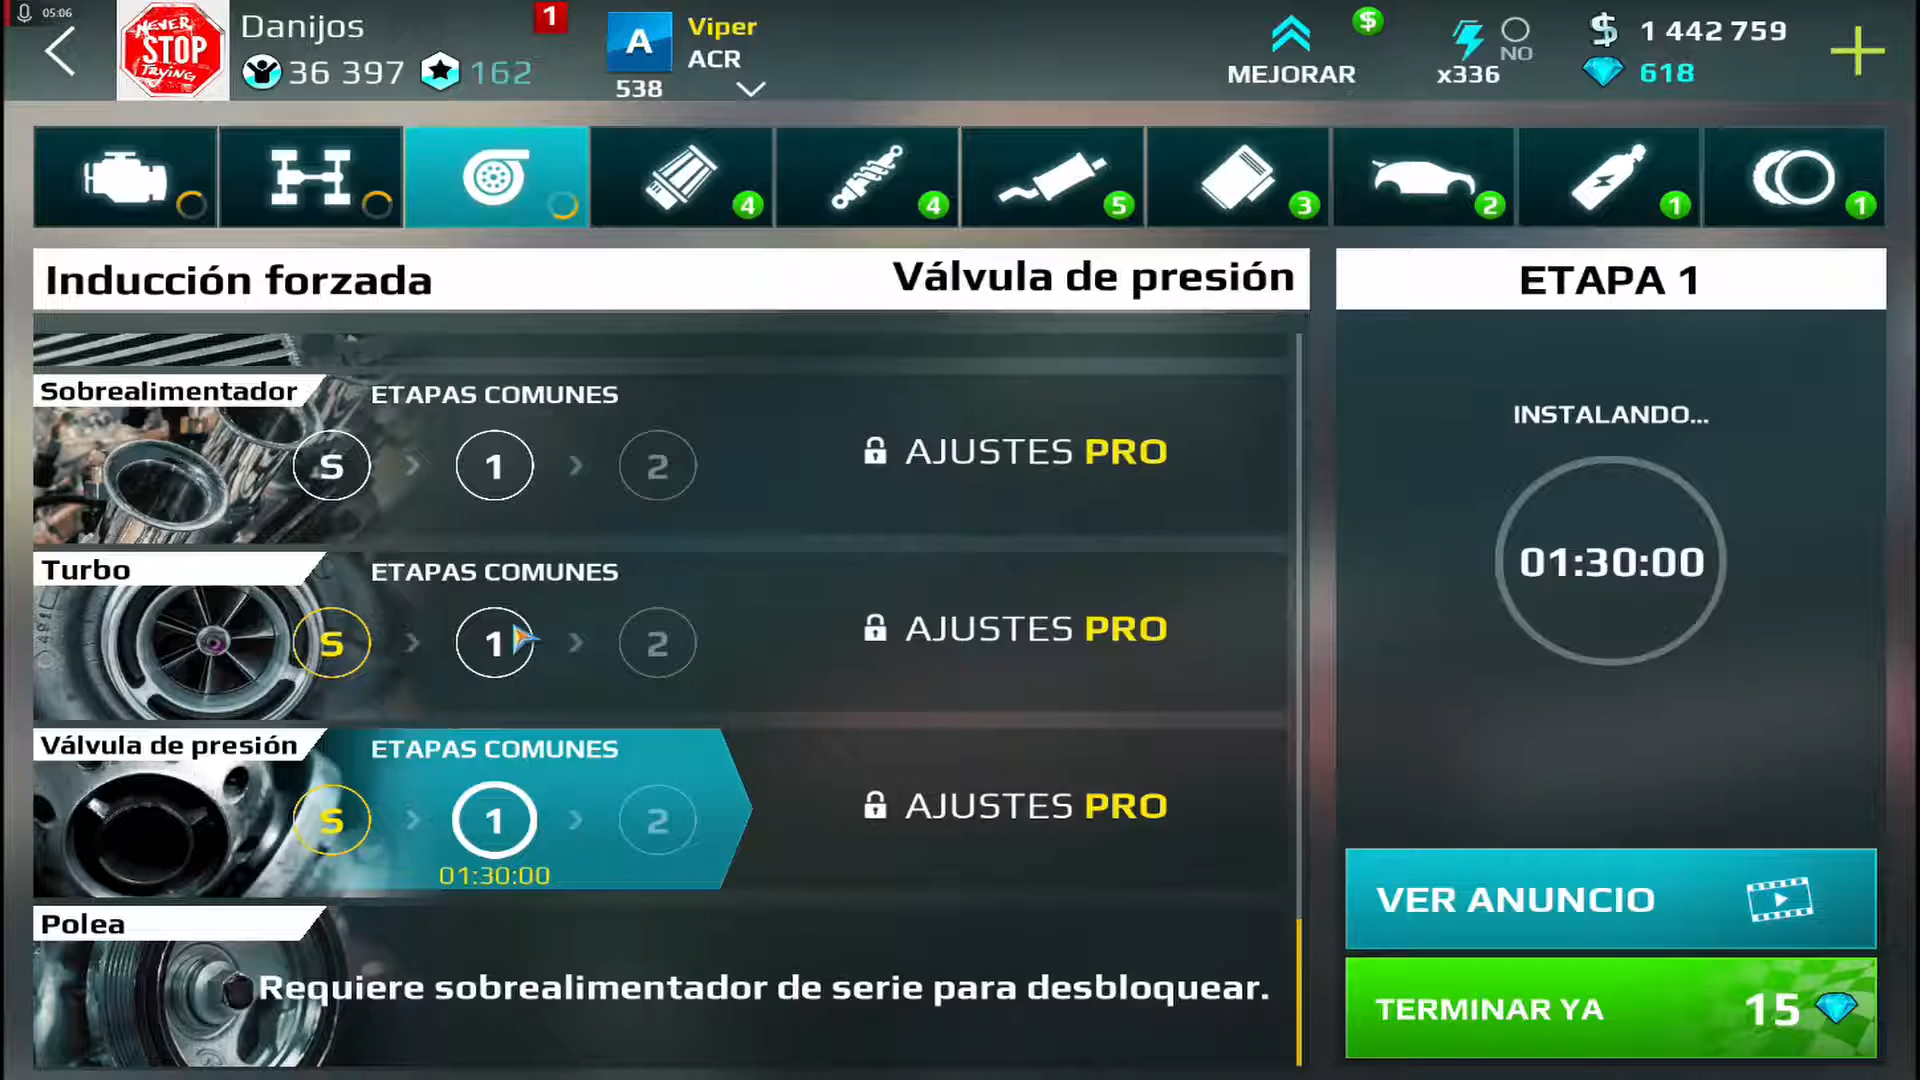 05:06
NEVER
STOP
TRYING
Danijos
1
36 397
162
A
538
Viper
ACR
MEJORAR
$
x336
NO
$ 1 442 759
618
4
4
5
3
2
1
1
Inducción forzada
Válvula de presión
ETAPA 1
Sobrealimentador
ETAPAS COMUNES
S
1
2
AJUSTES PRO
Turbo
ETAPAS COMUNES
S
1
2
AJUSTES PRO
Válvula de presión
ETAPAS COMUNES
S
1
2
01:30:00
AJUSTES PRO
Polea
Requiere sobrealimentador de serie para desbloquear.
INSTALANDO...
01:30:00
VER ANUNCIO
TERMINAR YA
15